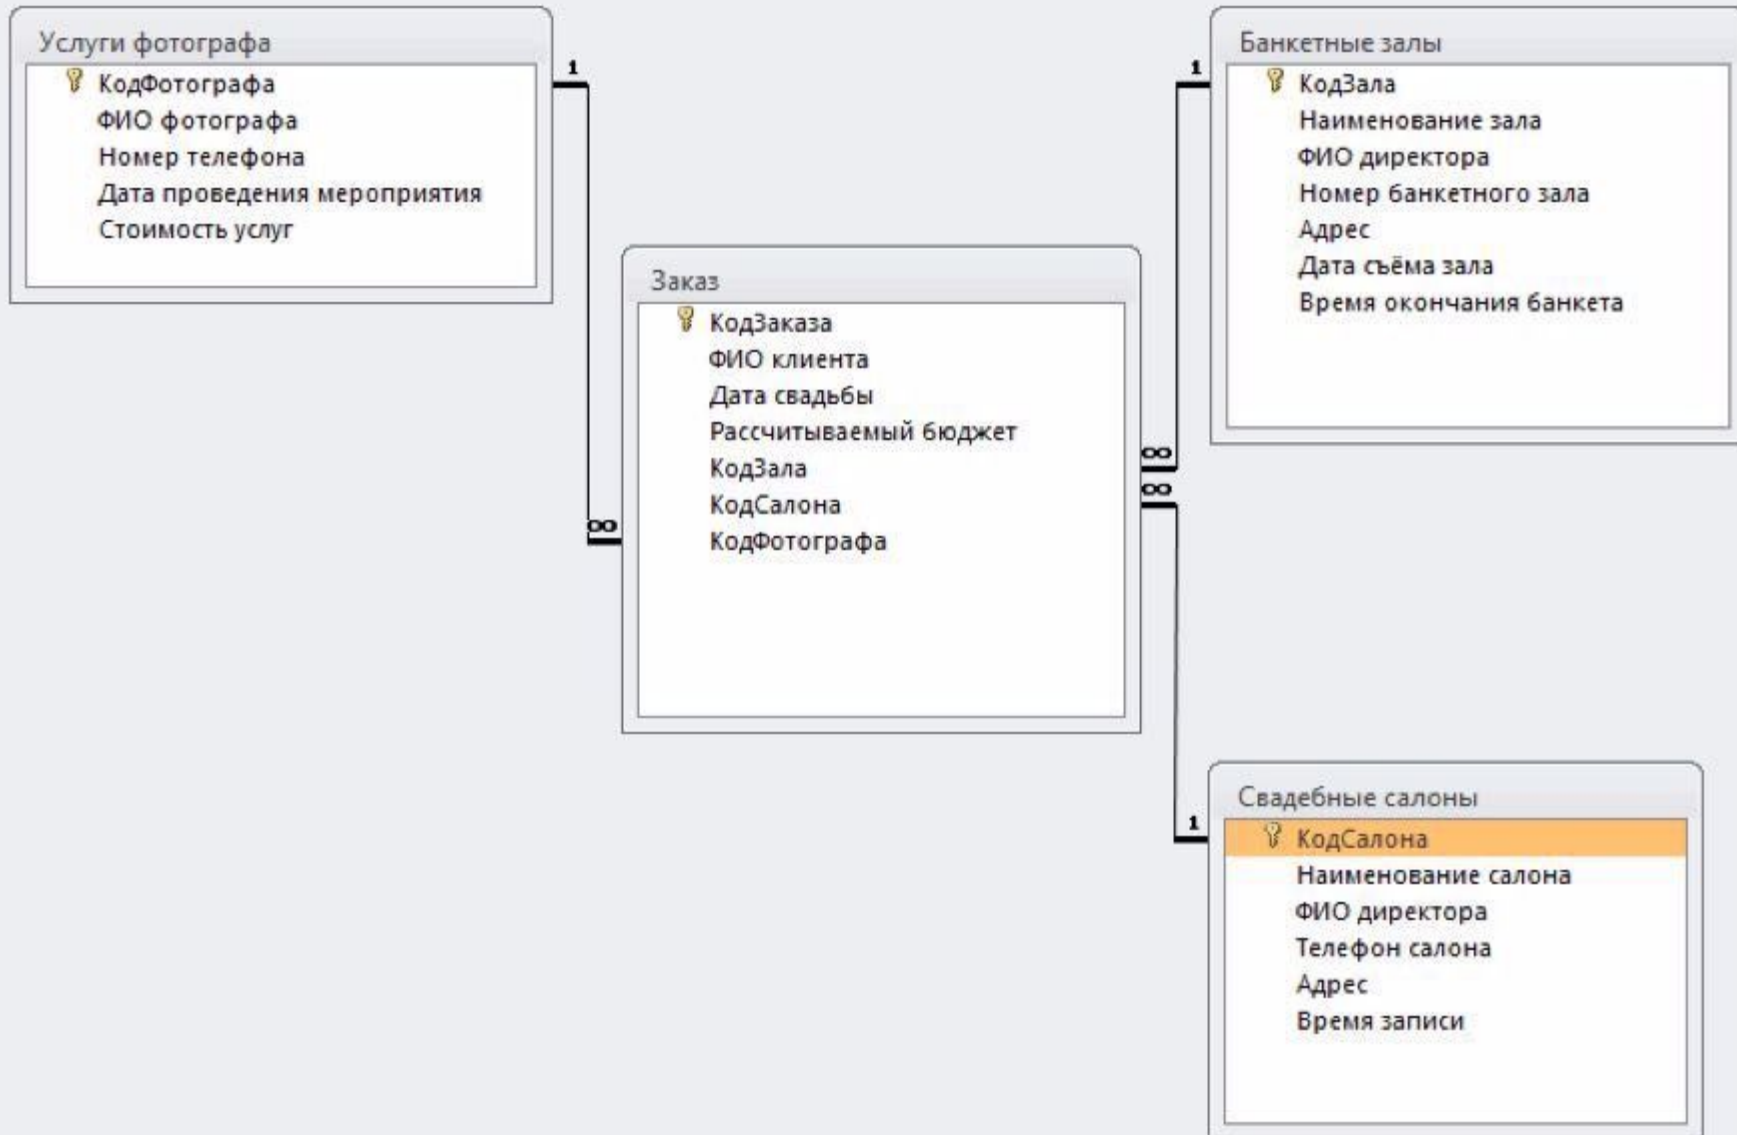 Услуги фотографа
КодФотографа
ФИО фотографа
Номер телефона
Дата проведения мероприятия
Стоимость услуг
1
∞
Заказ
КодЗаказа
ФИО клиента
Дата свадьбы
Рассчитываемый бюджет
КодЗала
КодСалона
КодФотографа
1
∞
∞
1
Банкетные залы
КодЗала
Наименование зала
ФИО директора
Номер банкетного зала
Адрес
Дата съёма зала
Время окончания банкета
Свадебные салоны
КодСалона
Наименование салона
ФИО директора
Телефон салона
Адрес
Время записи